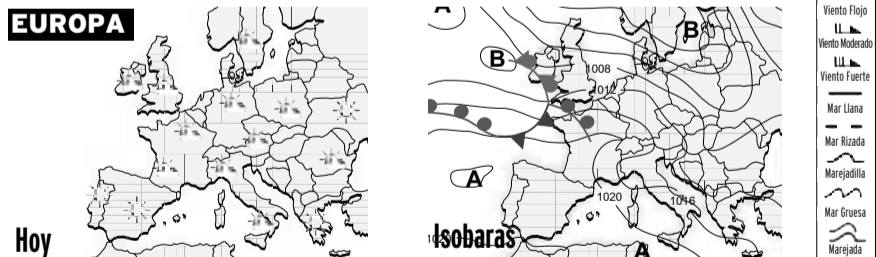 EUROPA
Hoy
A
B
B
1008
1012
A
1020
1016
A
1020
Isobaras
Viento Flojo
Viento Moderado
Viento Fuerte
Mar Llana
Mar Rizada
Marejadilla
Mar Gruesa
Marejada